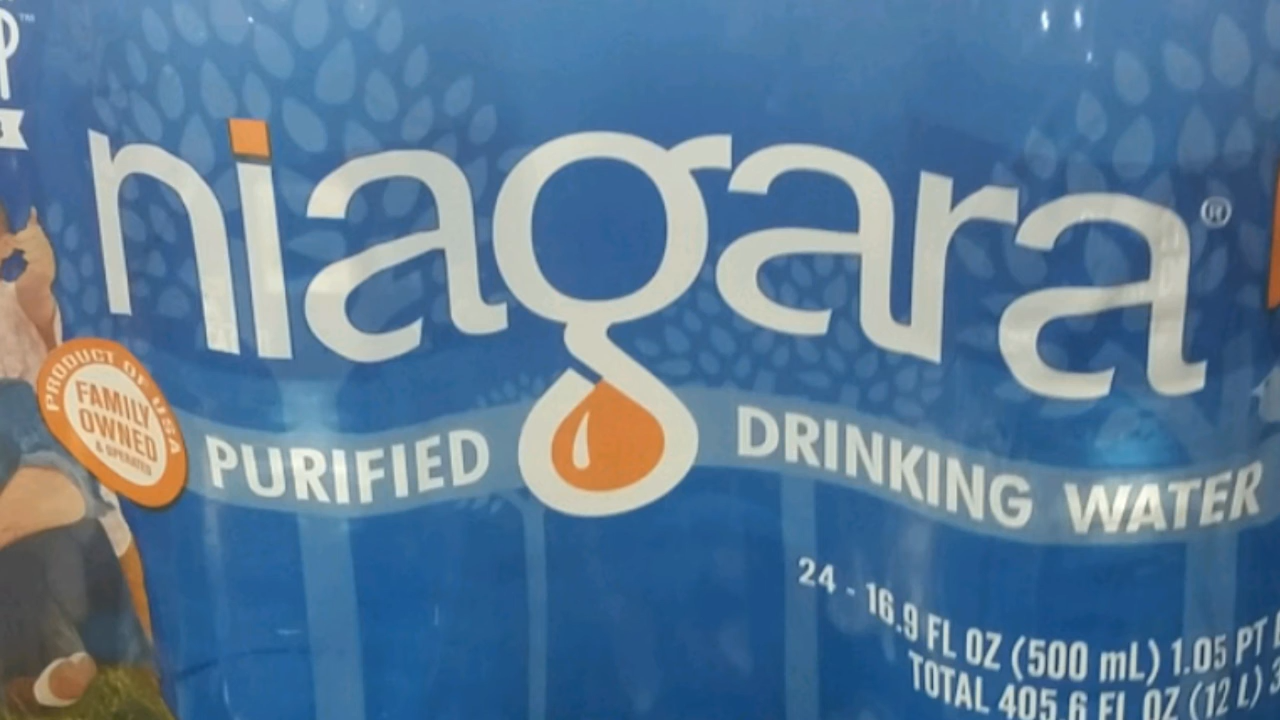 niagara®
PRODUCT OF USA
FAMILY
OWNED
& OPERATED
PURIFIED DRINKING WATER
24 - 16.9 FL OZ (500 mL) 1.05 PT
TOTAL 405.6 FL OZ (12 L) 3